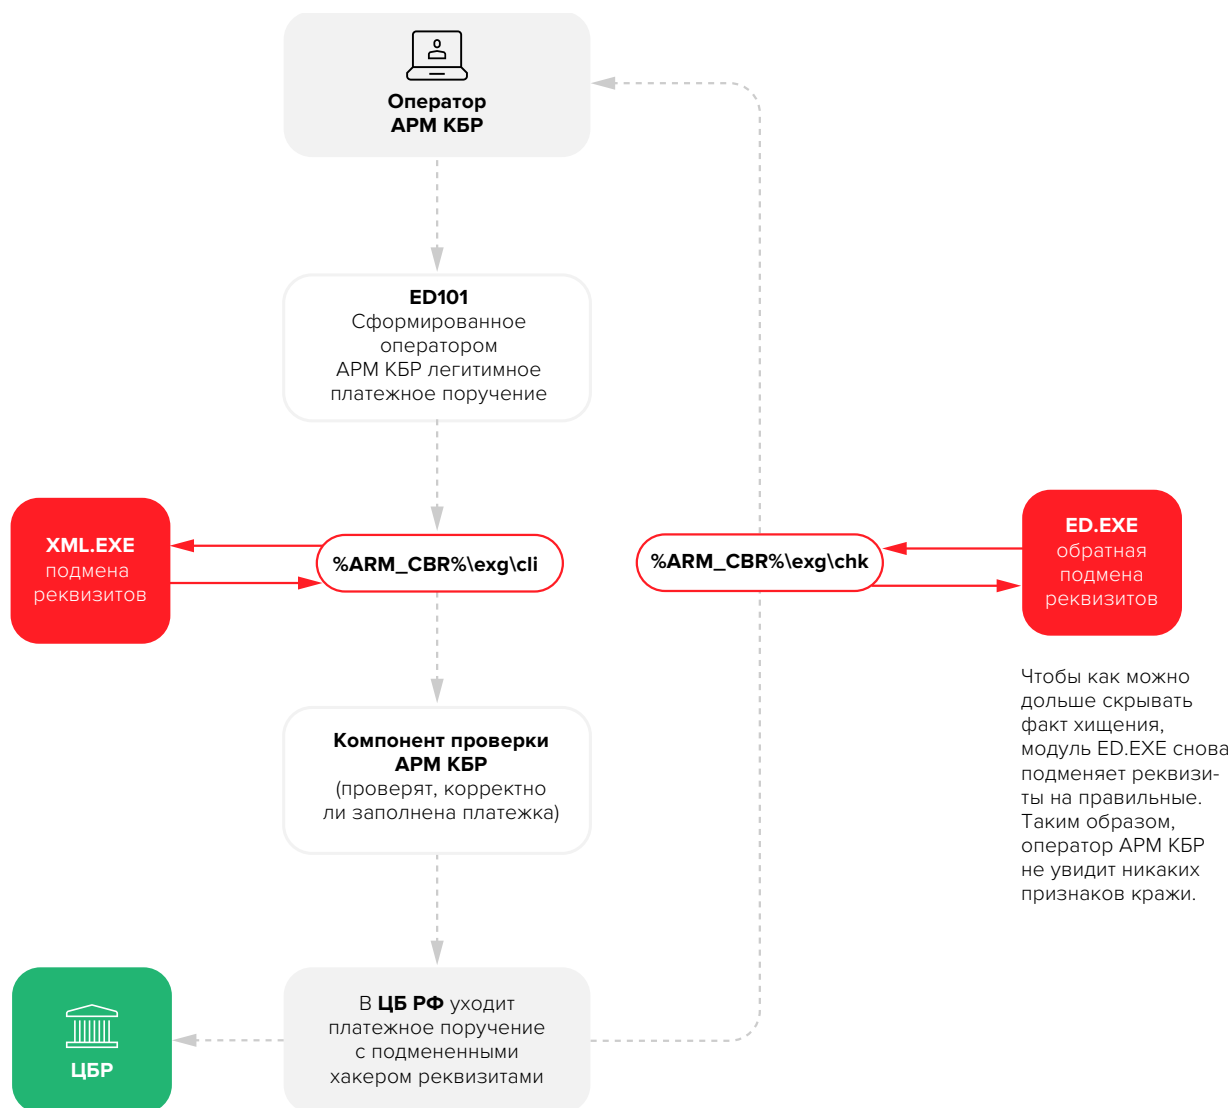 Оператор
АРМ КБР
ED101
Сформированное
оператором
АРМ КБР легитимное
платежное поручение
XML.EXE
подмена
реквизитов
%ARM_CBR%\exg\cli
%ARM_CBR%\exg\chk
ED.EXE
обратная
подмена
реквизитов
Чтобы как можно
дольше скрывать
факт хищения,
модуль ED.EXE снова
подменяет реквизи-
ты на правильные.
Таким образом,
оператор АРМ КБР
не увидит никаких
признаков кражи.
Компонент проверки
АРМ КБР
(проверят, корректно
ли заполнена платежка)
ЦБР
В ЦБ РФ уходит
платежное поручение
с подмененными
хакером реквизитами